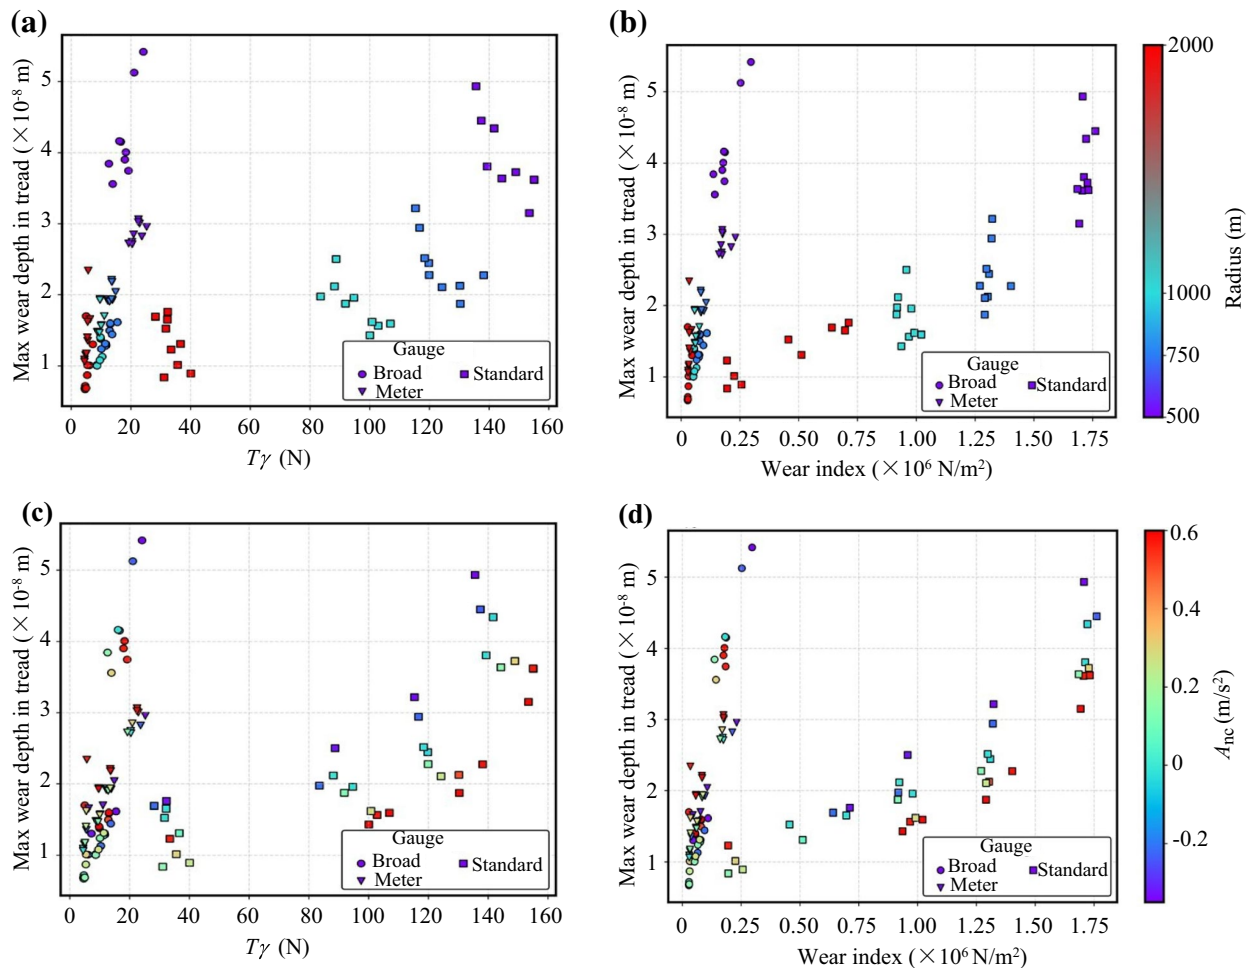 (a)
Max wear depth in tread (×10⁻⁸ m)
5
4
3
2
1
0 20 40 60 80 100 120 140 160
Tγ (N)
Gauge
Broad Standard
Meter
(b)
Max wear depth in tread (×10⁻⁸ m)
5
4
3
2
1
0 0.25 0.50 0.75 1.00 1.25 1.50 1.75
Wear index (×10⁶ N/m²)
Gauge
Broad Standard
Meter
2000
1000
750
500
Radius (m)
(c)
Max wear depth in tread (×10⁻⁸ m)
5
4
3
2
1
0 20 40 60 80 100 120 140 160
Tγ (N)
Gauge
Broad Standard
Meter
(d)
Max wear depth in tread (×10⁻⁸ m)
5
4
3
2
1
0 0.25 0.50 0.75 1.00 1.25 1.50 1.75
Wear index (×10⁶ N/m²)
Gauge
Broad Standard
Meter
0.6
0.4
0.2
0
-0.2
Anc (m/s²)